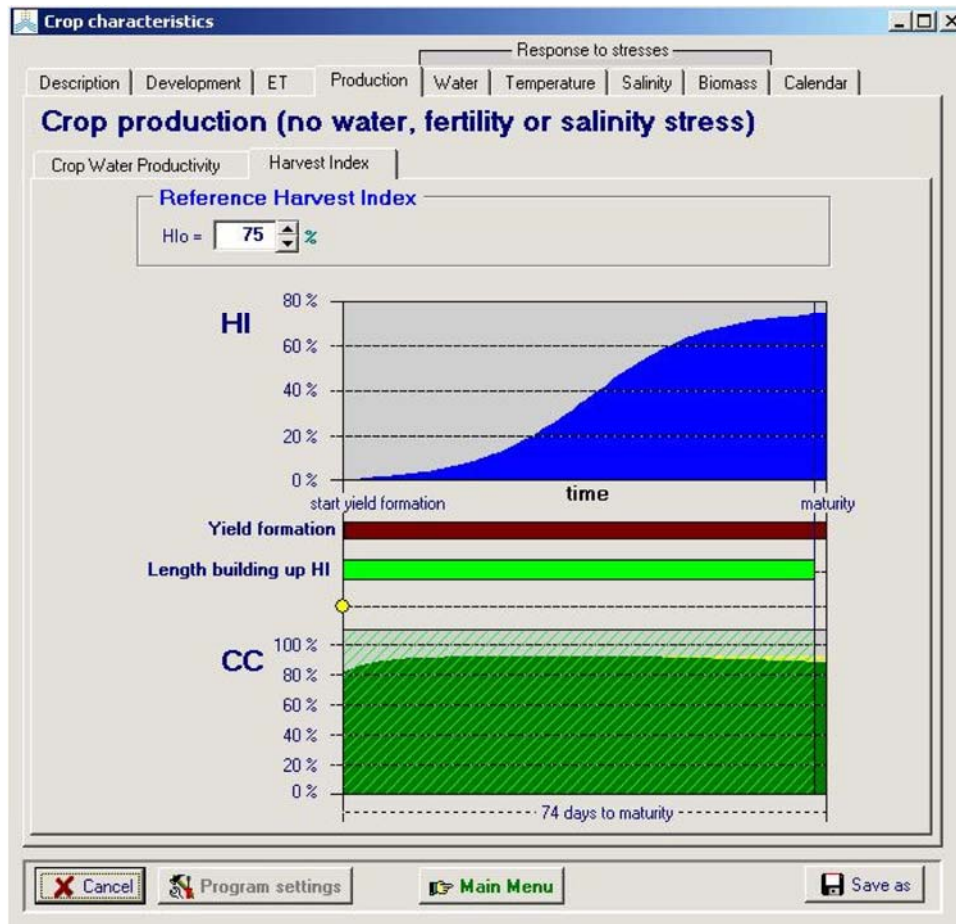 Crop characteristics
Response to stresses
Description Development ET Production Water Temperature Salinity Biomass Calendar
Crop production (no water, fertility or salinity stress)
Crop Water Productivity Harvest Index
Reference Harvest Index
HIo = 75 %
HI
80 %
60 %
40 %
20 %
0 %
time
start yield formation maturity
Yield formation
Length building up HI
CC
100 %
80 %
60 %
40 %
20 %
0 %
74 days to maturity
Cancel Program settings Main Menu Save as